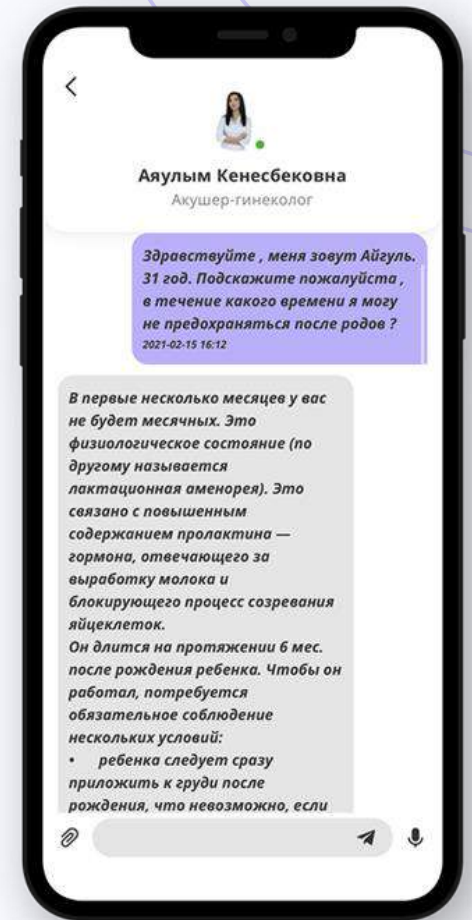 Аяулым Кенесбековна
Акушер-гинеколог
Здравствуйте , меня зовут Айгуль.
31 год. Подскажите пожалуйста ,
в течение какого времени я могу
не предохраняться после родов ?
2021-02-15 16:12
В первые несколько месяцев у вас
не будет месячных. Это
физиологическое состояние (по
другому называется
лактационная аменорея). Это
связано с повышенным
содержанием пролактина —
гормона, отвечающего за
выработку молока и
блокирующего процесс созревания
яйцеклеток.
Он длится на протяжении 6 мес.
после рождения ребенка. Чтобы он
работал, потребуется
обязательное соблюдение
нескольких условий:
• ребенка следует сразу
приложить к груди после
рождения, что невозможно, если